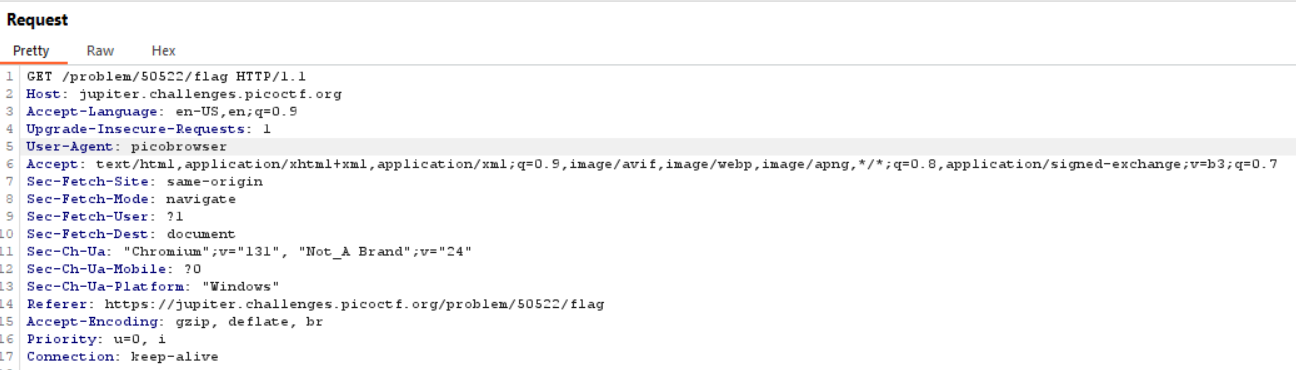 Request
Pretty Raw Hex
1 GET /problem/50522/flag HTTP/1.1
2 Host: jupiter.challenges.picoctf.org
3 Accept-Language: en-US,en;q=0.9
4 Upgrade-Insecure-Requests: 1
5 User-Agent: picobrowser
6 Accept: text/html,application/xhtml+xml,application/xml;q=0.9,image/avif,image/webp,image/apng,*/*;q=0.8,application/signed-exchange;v=b3;q=0.7
7 Sec-Fetch-Site: same-origin
8 Sec-Fetch-Mode: navigate
9 Sec-Fetch-User: ?1
10 Sec-Fetch-Dest: document
11 Sec-Ch-Ua: "Chromium";v="131", "Not_A Brand";v="24"
12 Sec-Ch-Ua-Mobile: ?0
13 Sec-Ch-Ua-Platform: "Windows"
14 Referer: https://jupiter.challenges.picoctf.org/problem/50522/flag
15 Accept-Encoding: gzip, deflate, br
16 Priority: u=0, i
17 Connection: keep-alive